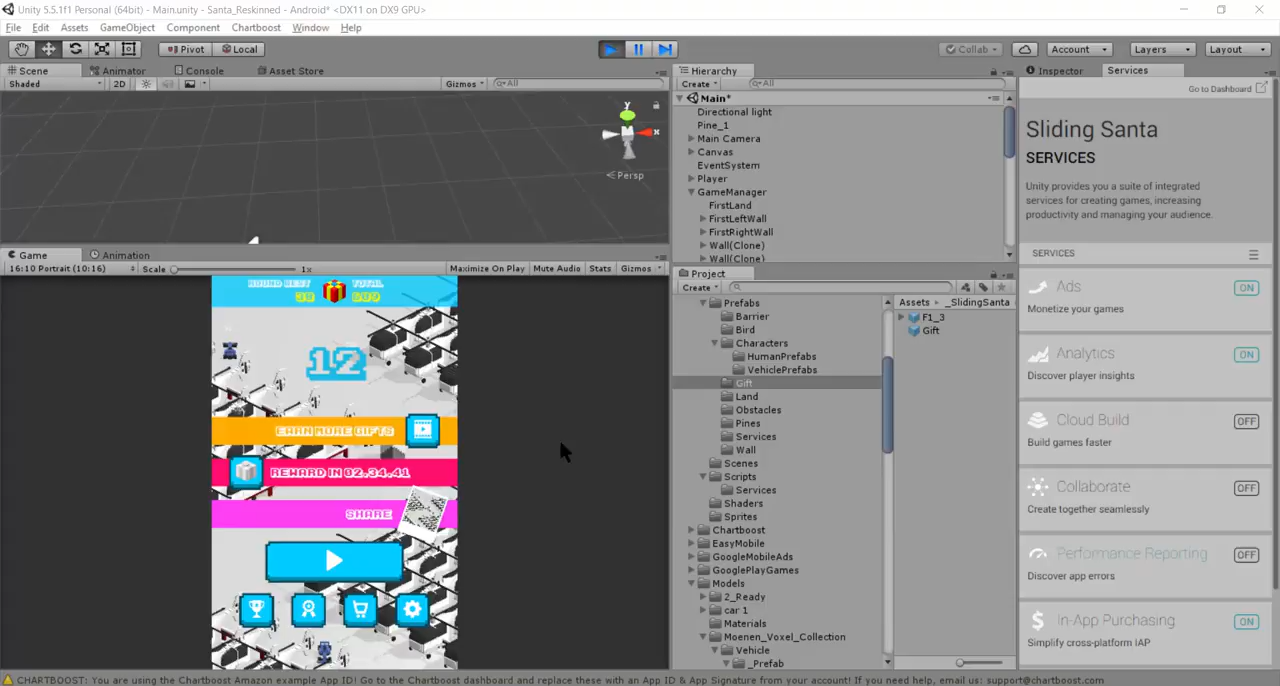 Unity 5.5.1f1 Personal (64bit) - Main.unity - Santa_Reskinned - Android* <DX11 on DX9 GPU>
File Edit Assets GameObject Component Chartboost Window Help
Pivot Local Collab Account Layers Layout
Scene Animator Console Asset Store
Shaded 2D Gizmos All
y
x
Persp
Game Animation
16:10 Portrait (10:16) Scale 1x Maximize On Play Mute Audio Stats Gizmos
ROUND BEST TOTAL
12
EARN MORE GIFTS
REWARD IN 02.34.41
SHARE
Hierarchy
Create All
Main*
Directional light
Pine_1
Main Camera
Canvas
EventSystem
Player
GameManager
FirstLand
FirstLeftWall
FirstRightWall
Wall(Clone)
Wall(Clone)
Project
Create
Prefabs
Barrier
Bird
Characters
HumanPrefabs
VehiclePrefabs
Gift
Land
Obstacles
Pines
Services
Wall
Scenes
Scripts
Services
Shaders
Sprites
Chartboost
EasyMobile
GoogleMobileAds
GooglePlayGames
Models
2_Ready
car 1
Materials
Moenen_Voxel_Collection
Vehicle
_Prefab
Assets _SlidingSanta
F1_3
Gift
Inspector Services
Go to Dashboard
Sliding Santa
SERVICES
Unity provides you a suite of integrated
services for creating games, increasing
productivity and managing your audience.
SERVICES
Ads ON
Monetize your games
Analytics ON
Discover player insights
Cloud Build OFF
Build games faster
Collaborate OFF
Create together seamlessly
Performance Reporting OFF
Discover app errors
In-App Purchasing ON
Simplify cross-platform IAP
CHARTBOOST: You are using the Chartboost Amazon example App ID! Go to the Chartboost dashboard and replace these with an App ID & App Signature from your account! If you need help, email us: support@chartboost.com